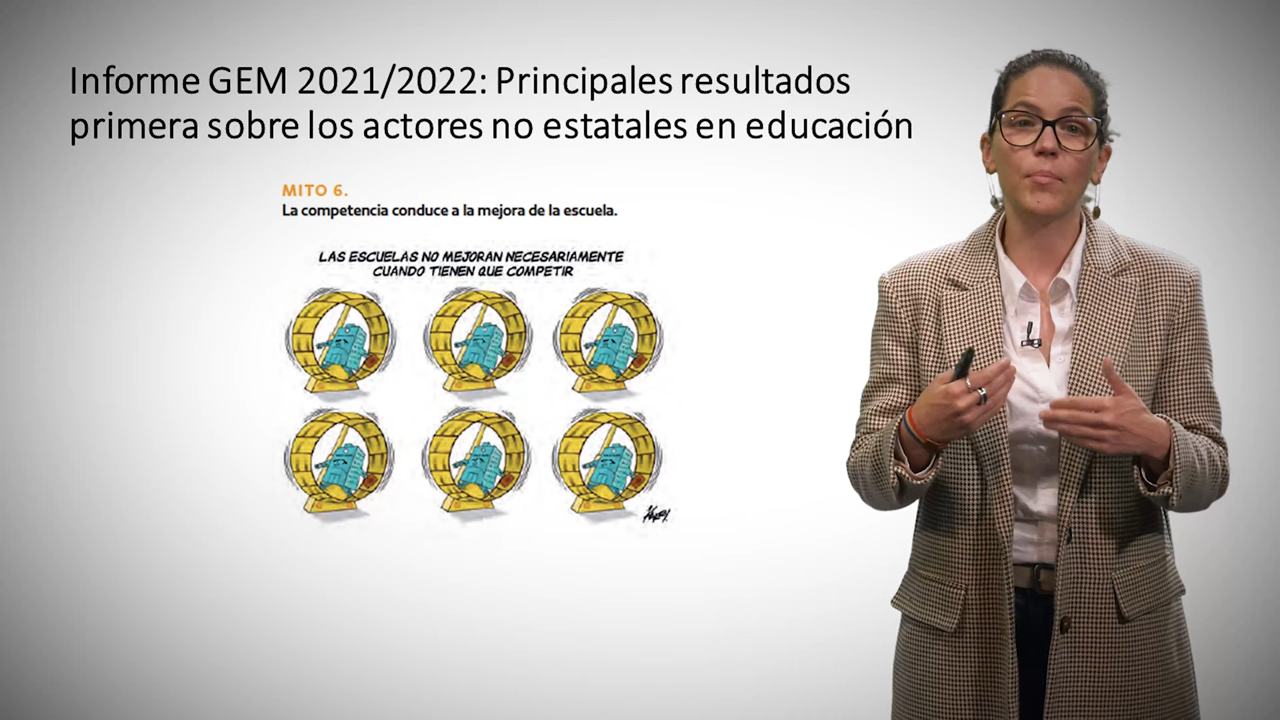 Informe GEM 2021/2022: Principales resultados
primera sobre los actores no estatales en educación
MITO 6.
La competencia conduce a la mejora de la escuela.
LAS ESCUELAS NO MEJORAN NECESARIAMENTE
CUANDO TIENEN QUE COMPETIR